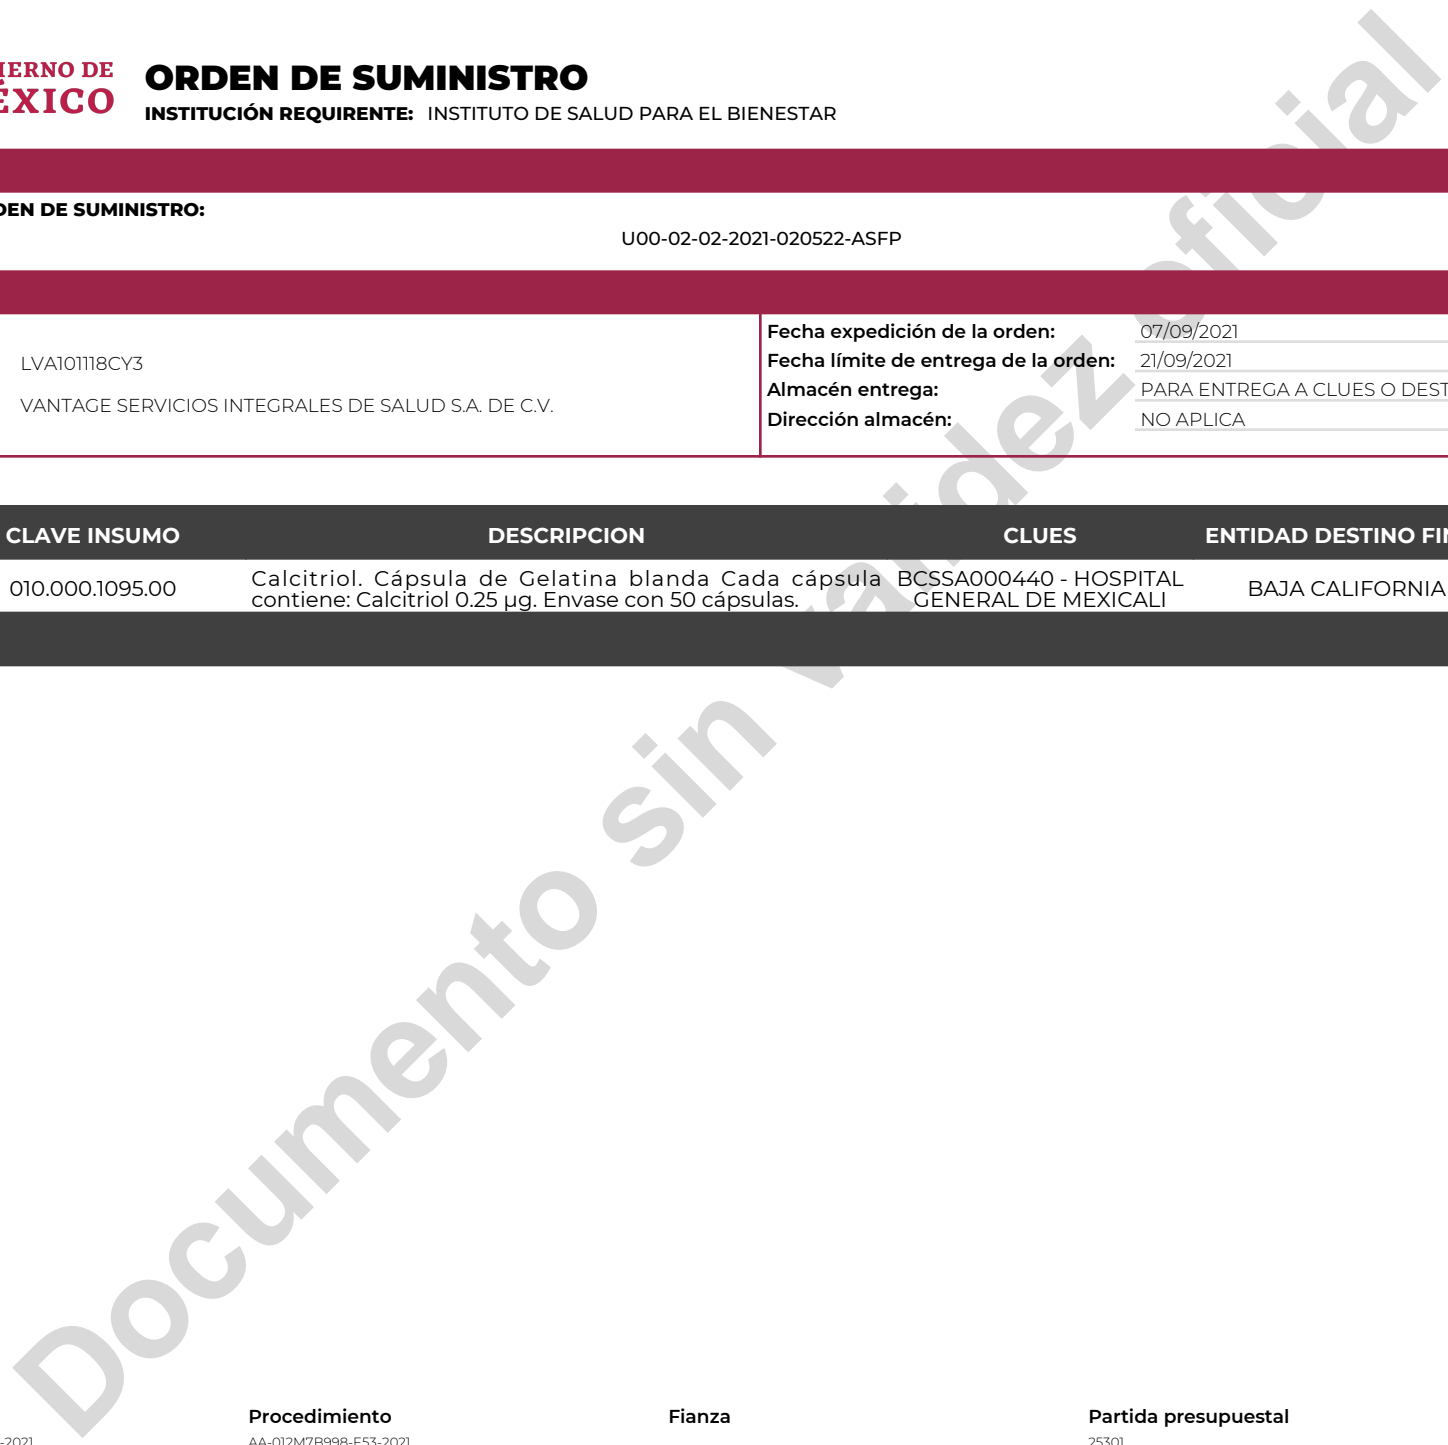 IERNO DE
ÉXICO
ORDEN DE SUMINISTRO
INSTITUCIÓN REQUIRENTE: INSTITUTO DE SALUD PARA EL BIENESTAR
DEN DE SUMINISTRO:
U00-02-02-2021-020522-ASFP
LVA101118CY3
VANTAGE SERVICIOS INTEGRALES DE SALUD S.A. DE C.V.
Fecha expedición de la orden: 07/09/2021
Fecha límite de entrega de la orden: 21/09/2021
Almacén entrega: PARA ENTREGA A CLUES O DEST
Dirección almacén: NO APLICA
CLAVE INSUMO DESCRIPCION CLUES ENTIDAD DESTINO FIN
010.000.1095.00
Calcitriol. Cápsula de Gelatina blanda Cada cápsula
contiene: Calcitriol 0.25 µg. Envase con 50 cápsulas.
BCSSA000440 - HOSPITAL
GENERAL DE MEXICALI
BAJA CALIFORNIA
Documento sin validez oficial
Procedimiento Fianza Partida presupuestal
-2021 AA-012M7B998-E53-2021 25301